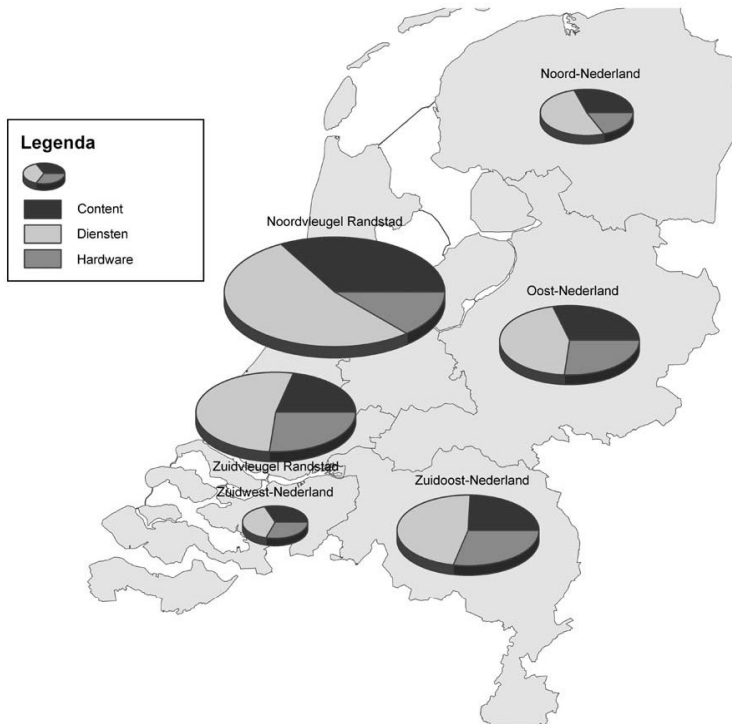 Noord-Nederland
Legenda
Content
Diensten
Hardware
Noordvleugel Randstad
Oost-Nederland
Zuidvleugel Randstad
Zuidwest-Nederland
Zuidoost-Nederland